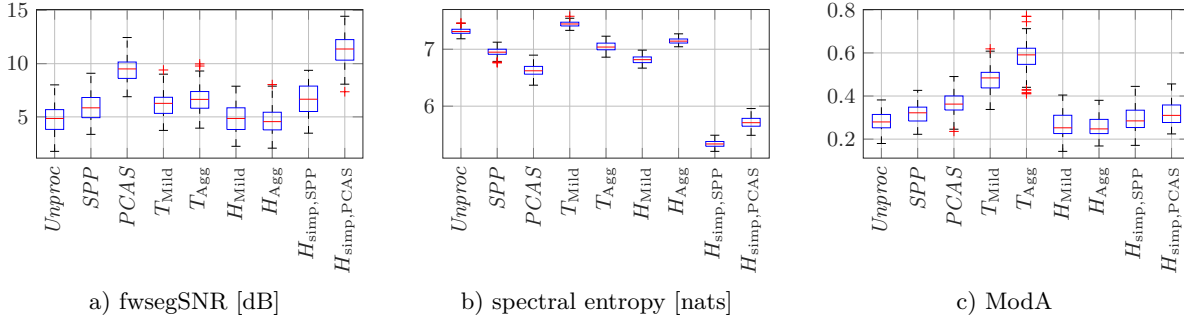 15
10
5
Unproc
SPP
PCAS
T_Mild
T_Agg
H_Mild
H_Agg
H_simp,SPP
H_simp,PCAS
a) fwsegSNR [dB]
7
6
Unproc
SPP
PCAS
T_Mild
T_Agg
H_Mild
H_Agg
H_simp,SPP
H_simp,PCAS
b) spectral entropy [nats]
0.8
0.6
0.4
0.2
Unproc
SPP
PCAS
T_Mild
T_Agg
H_Mild
H_Agg
H_simp,SPP
H_simp,PCAS
c) ModA